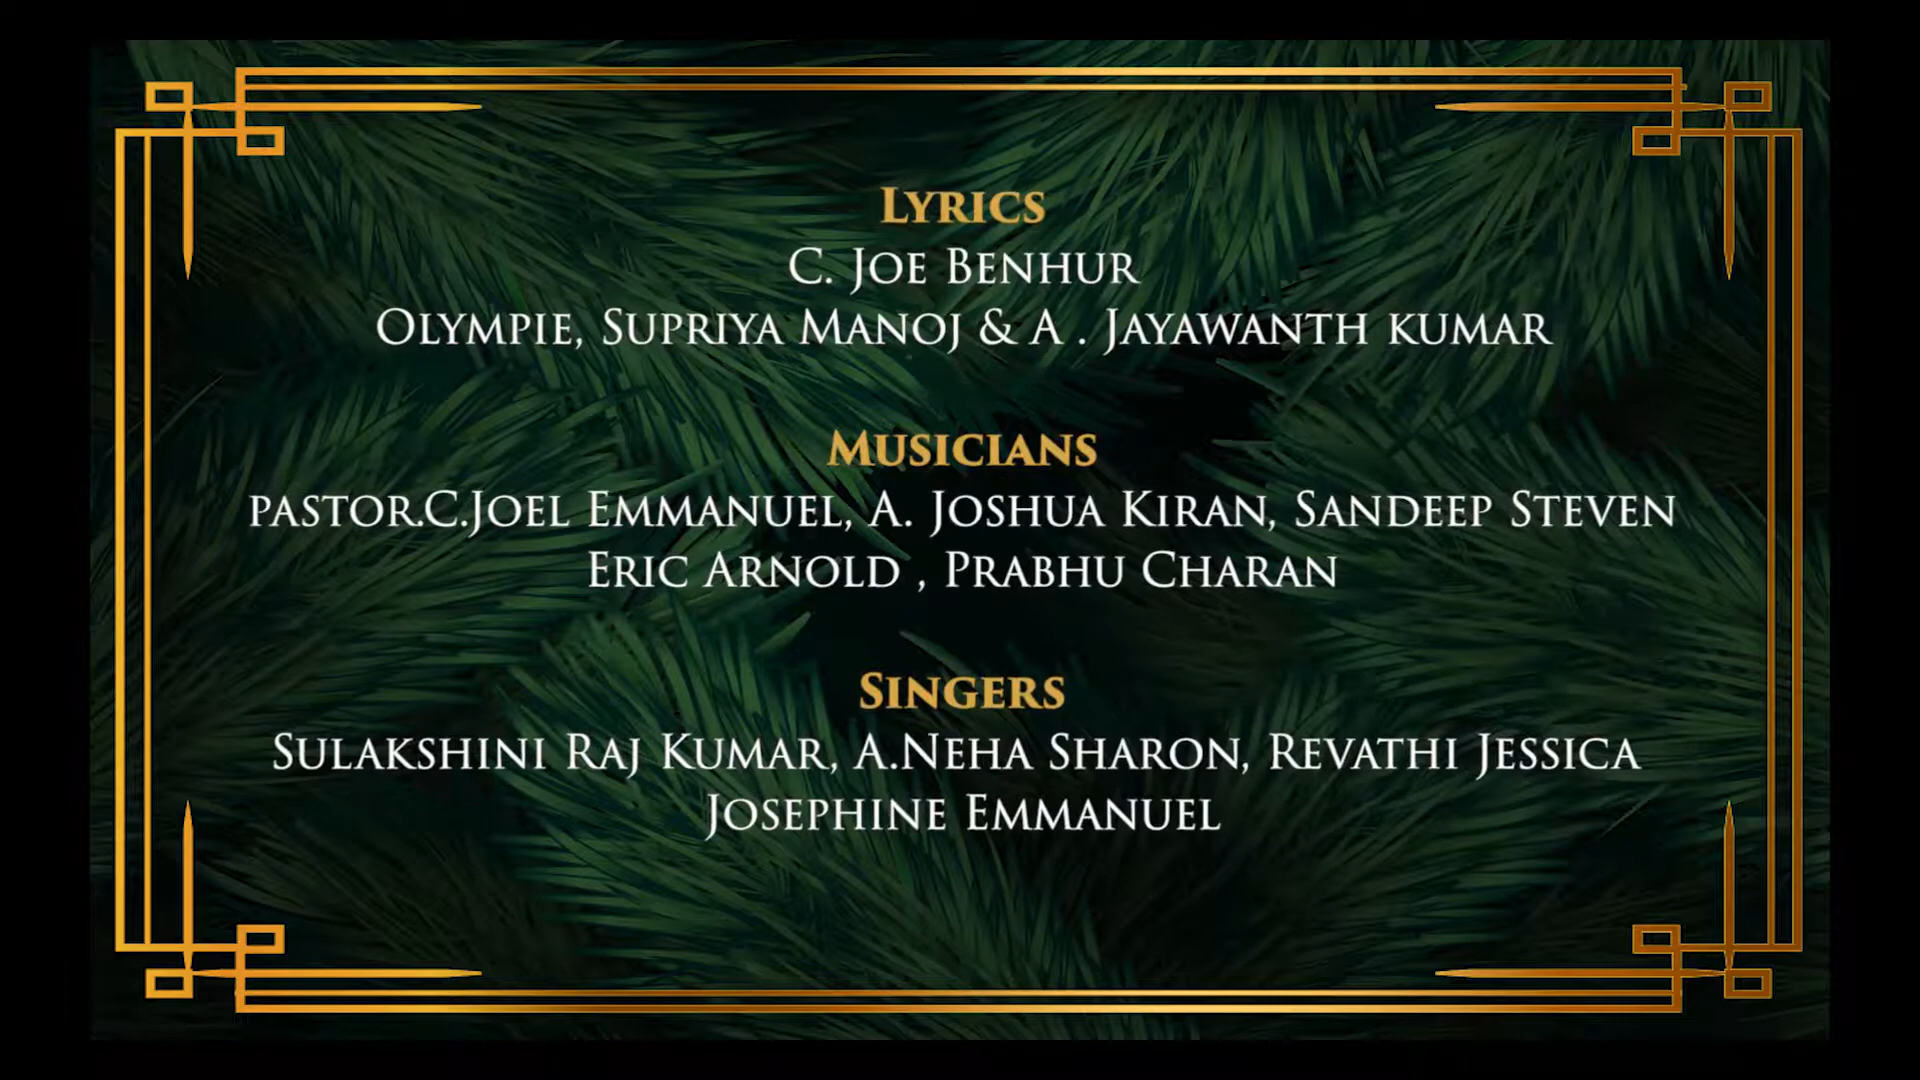 Lyrics
C. Joe Benhur
Olympie, Supriya Manoj & A . Jayawanth kumar
Musicians
pastor.C.Joel Emmanuel, A. Joshua Kiran, Sandeep Steven
Eric Arnold , Prabhu Charan
Singers
Sulakshini Raj Kumar, A.Neha Sharon, Revathi Jessica
Josephine Emmanuel